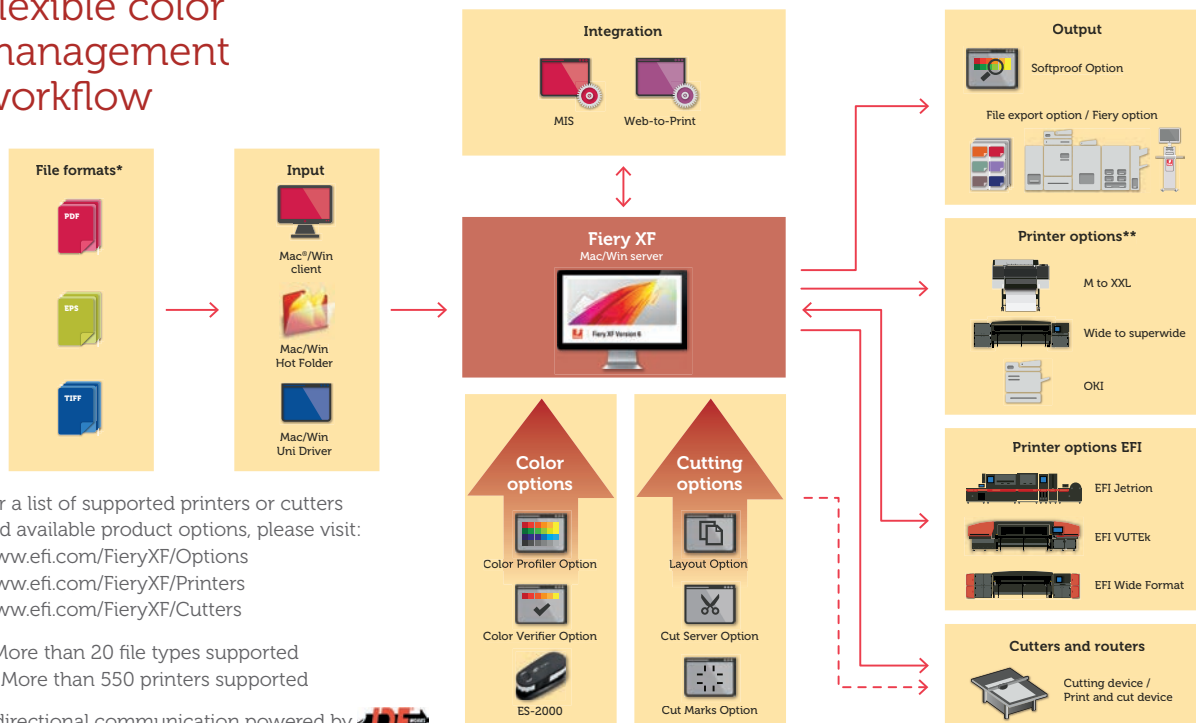 flexible color
management
workflow
File formats*
PDF
EPS
TIFF
Input
Mac®/Win
client
Mac/Win
Hot Folder
Mac/Win
Uni Driver
Integration
MIS
Web-to-Print
Fiery XF
Mac/Win server
Fiery XF Version 6
Color
options
Color Profiler Option
Color Verifier Option
ES-2000
Cutting
options
Layout Option
Cut Server Option
Cut Marks Option
Output
Softproof Option
File export option / Fiery option
Printer options**
M to XXL
Wide to superwide
OKI
Printer options EFI
EFI Jetrion
EFI VUTEk
EFI Wide Format
Cutters and routers
Cutting device /
Print and cut device
r a list of supported printers or cutters
d available product options, please visit:
ww.efi.com/FieryXF/Options
ww.efi.com/FieryXF/Printers
ww.efi.com/FieryXF/Cutters
More than 20 file types supported
More than 550 printers supported
directional communication powered by